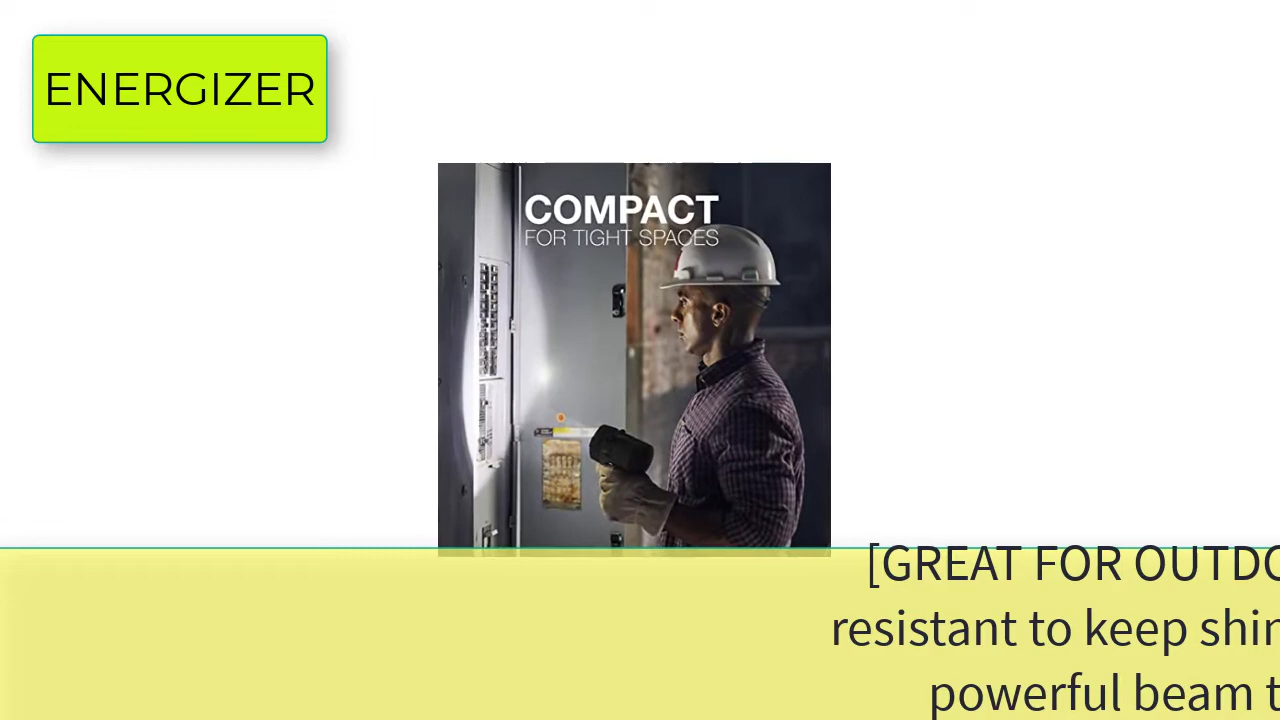 ENERGIZER
COMPACT
FOR TIGHT SPACES
[GREAT FOR OUTDO
resistant to keep shin
powerful beam t